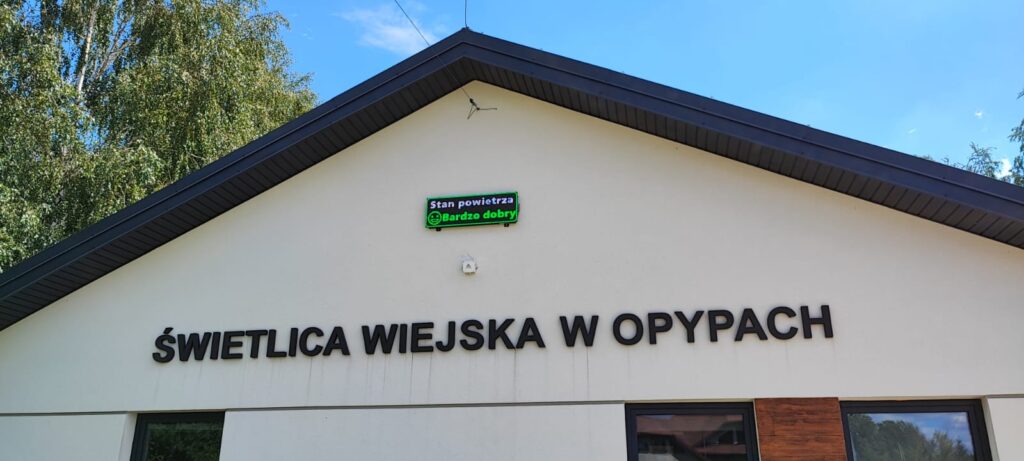 Stan powietrza
Bardzo dobry
ŚWIETLICA WIEJSKA W OPYPACH